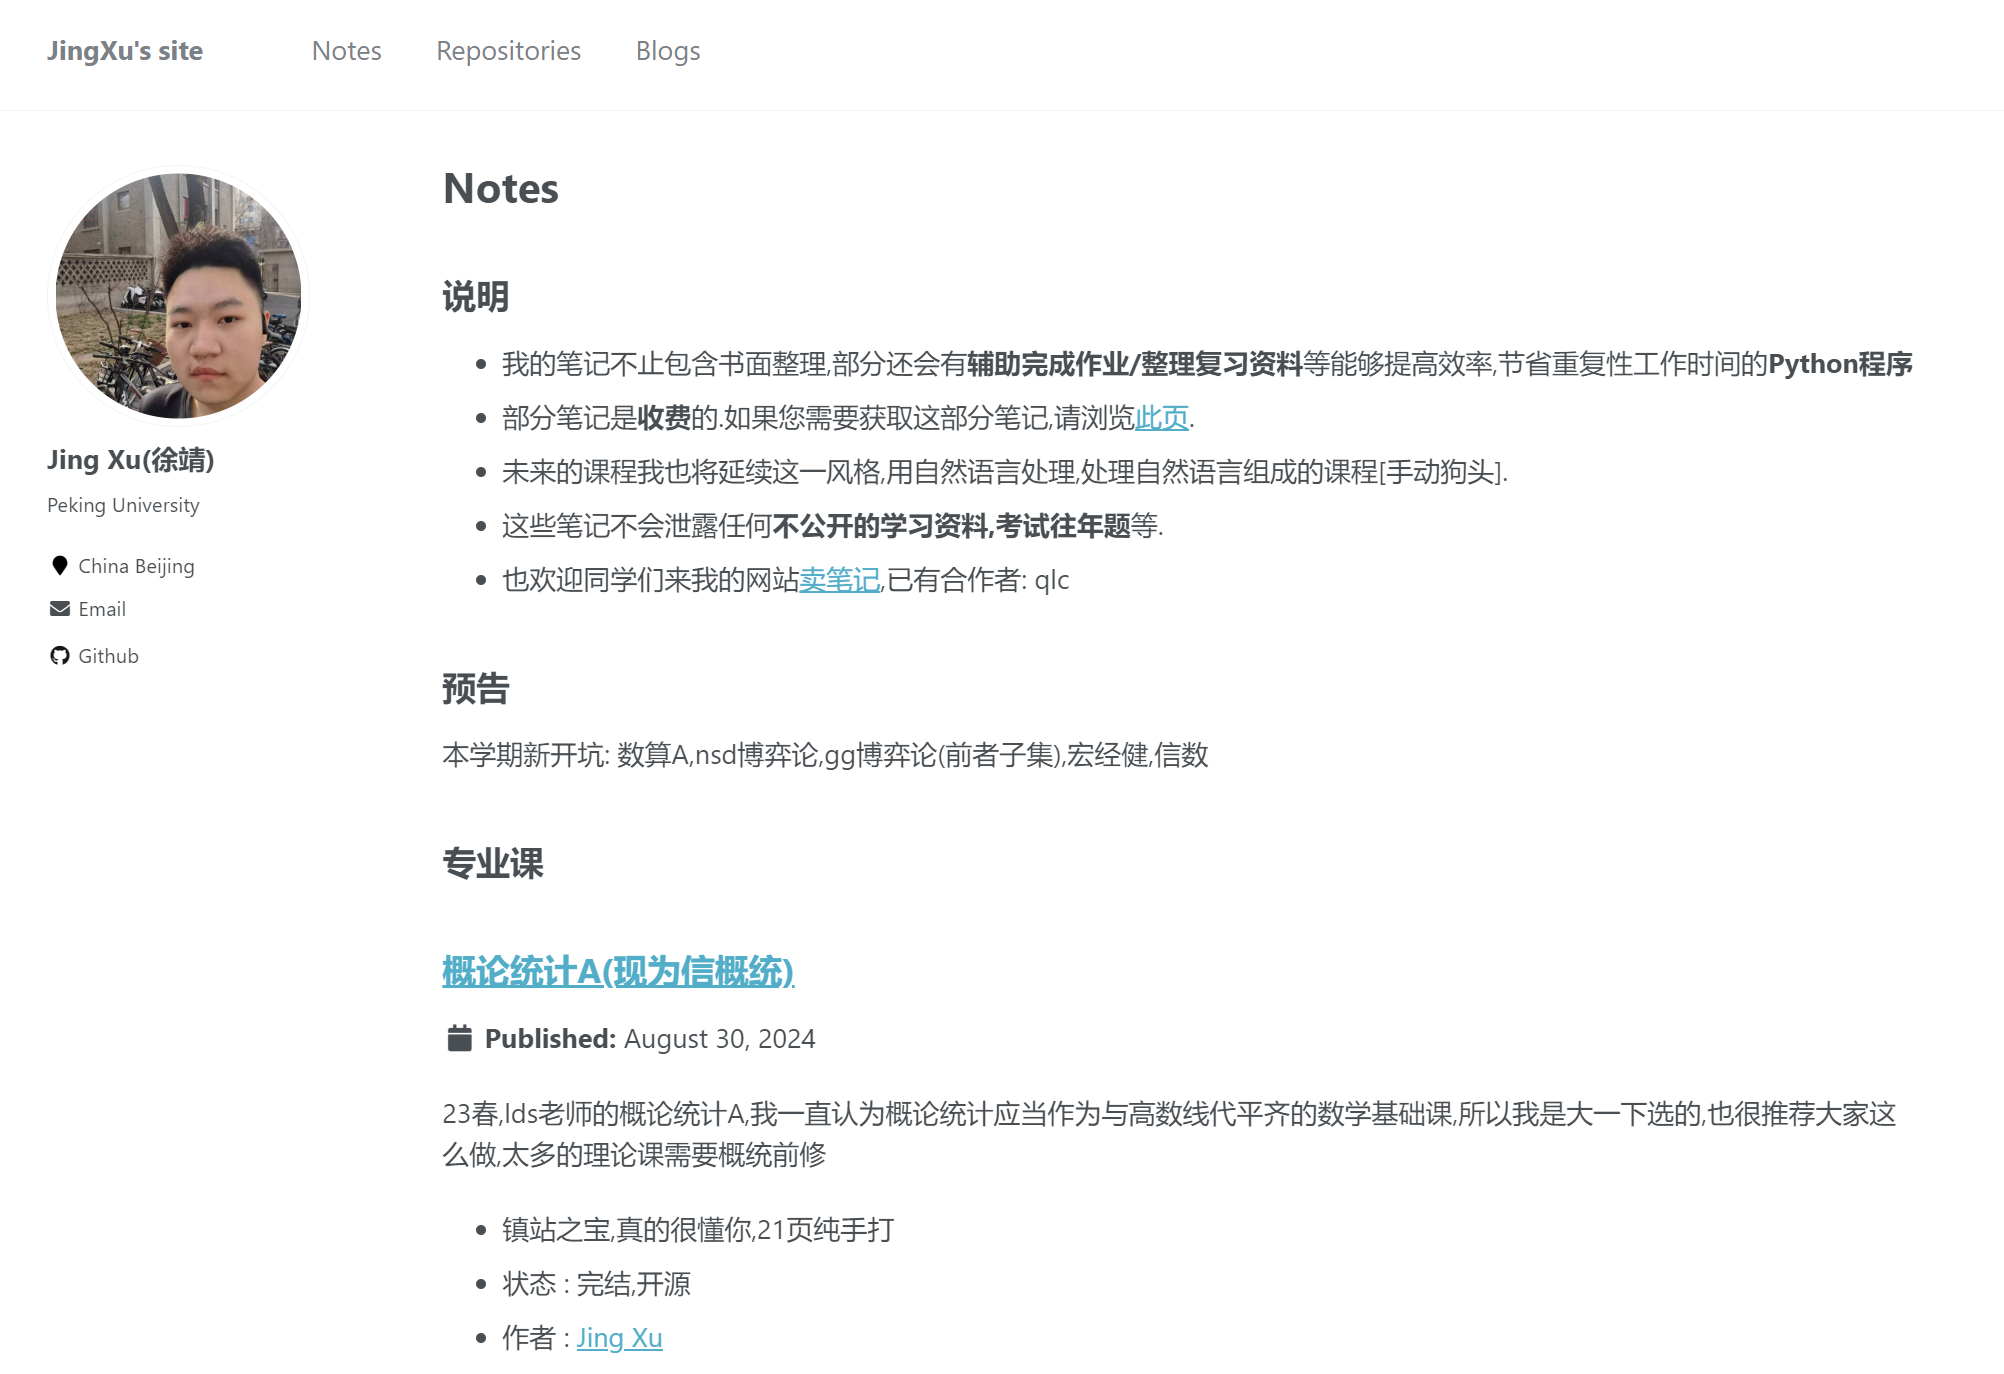 JingXu's site Notes Repositories Blogs
Jing Xu(徐靖)
Peking University
China Beijing
Email
Github
Notes
说明
我的笔记不止包含书面整理,部分还会有辅助完成作业/整理复习资料等能够提高效率,节省重复性工作时间的Python程序
部分笔记是收费的.如果您需要获取这部分笔记,请浏览此页.
未来的课程我也将延续这一风格,用自然语言处理,处理自然语言组成的课程[手动狗头].
这些笔记不会泄露任何不公开的学习资料,考试往年题等.
也欢迎同学们来我的网站卖笔记,已有合作者: qlc
预告
本学期新开坑: 数算A,nsd博弈论,gg博弈论(前者子集),宏经健,信数
专业课
概论统计A(现为信概统)
Published: August 30, 2024
23春,lds老师的概论统计A,我一直认为概论统计应当作为与高数线代平齐的数学基础课,所以我是大一下选的,也很推荐大家这
么做,太多的理论课需要概统前修
镇站之宝,真的很懂你,21页纯手打
状态 : 完结,开源
作者 : Jing Xu